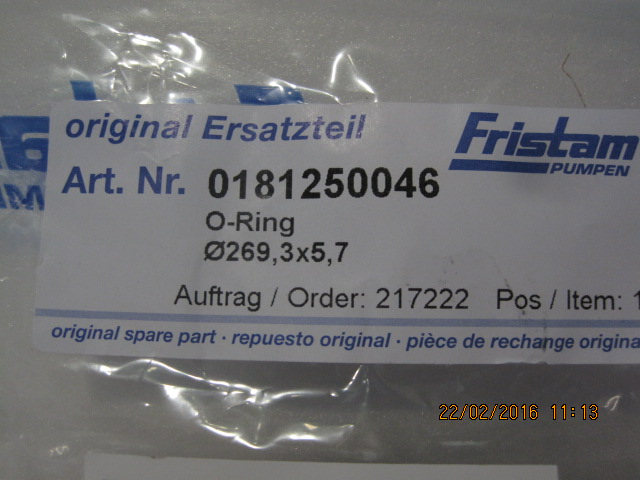 original Ersatzteil
Fristam
PUMPEN
Art. Nr. 0181250046
O-Ring
Ø269,3x5,7
Auftrag / Order: 217222 Pos / Item: 1
original spare part · repuesto original · pièce de rechange origina
22/02/2016 11:13